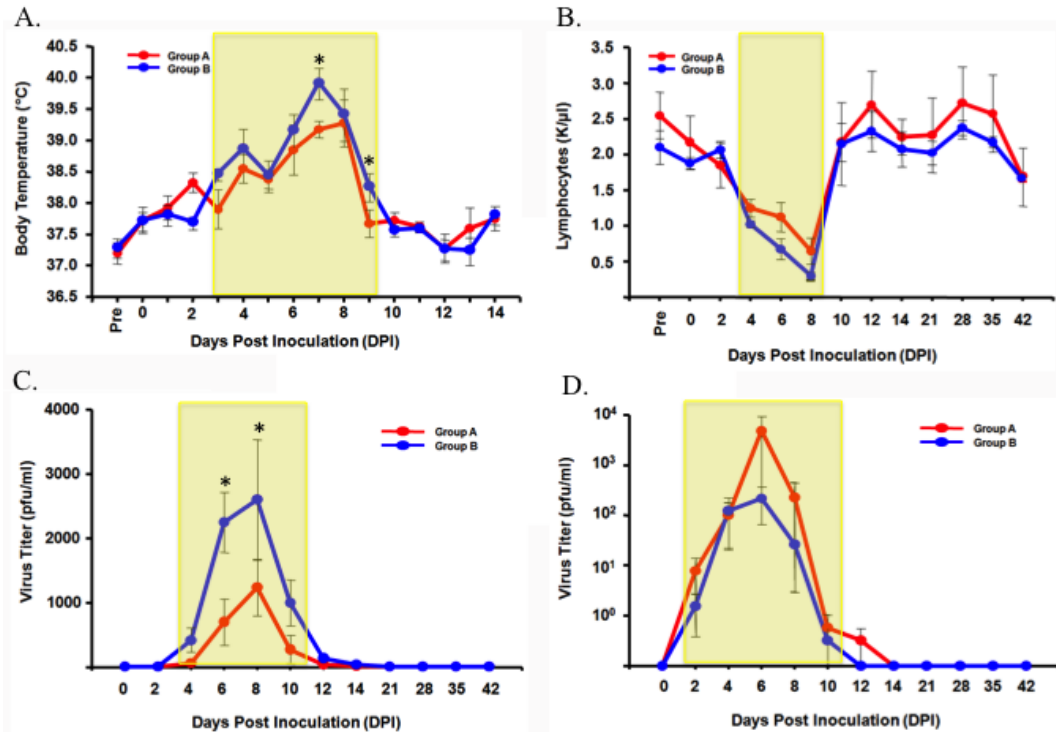 A.
Group A
Group B
40.5
40.0
39.5
39.0
38.5
38.0
37.5
37.0
36.5
Body Temperature (°C)
*
*
Pre 0 2 4 6 8 10 12 14
Days Post Inoculation (DPI)
B.
Group A
Group B
3.5
3.0
2.5
2.0
1.5
1.0
0.5
Lymphocytes (K/µl)
Pre 0 2 4 6 8 10 12 14 21 28 35 42
Days Post Inoculation (DPI)
C.
4000
3000
2000
1000
Virus Titer (pfu/ml)
*
*
Group A
Group B
0 2 4 6 8 10 12 14 21 28 35 42
Days Post Inoculation (DPI)
D.
10⁴
10³
10²
10¹
10⁰
Virus Titer (pfu/ml)
Group A
Group B
0 2 4 6 8 10 12 14 21 28 35 42
Days Post Inoculation (DPI)